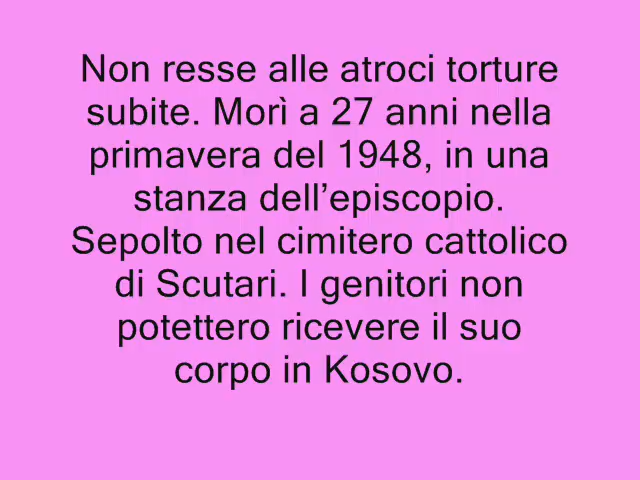 Non resse alle atroci torture
subite. Morì a 27 anni nella
primavera del 1948, in una
stanza dell’episcopio.
Sepolto nel cimitero cattolico
di Scutari. I genitori non
potettero ricevere il suo
corpo in Kosovo.